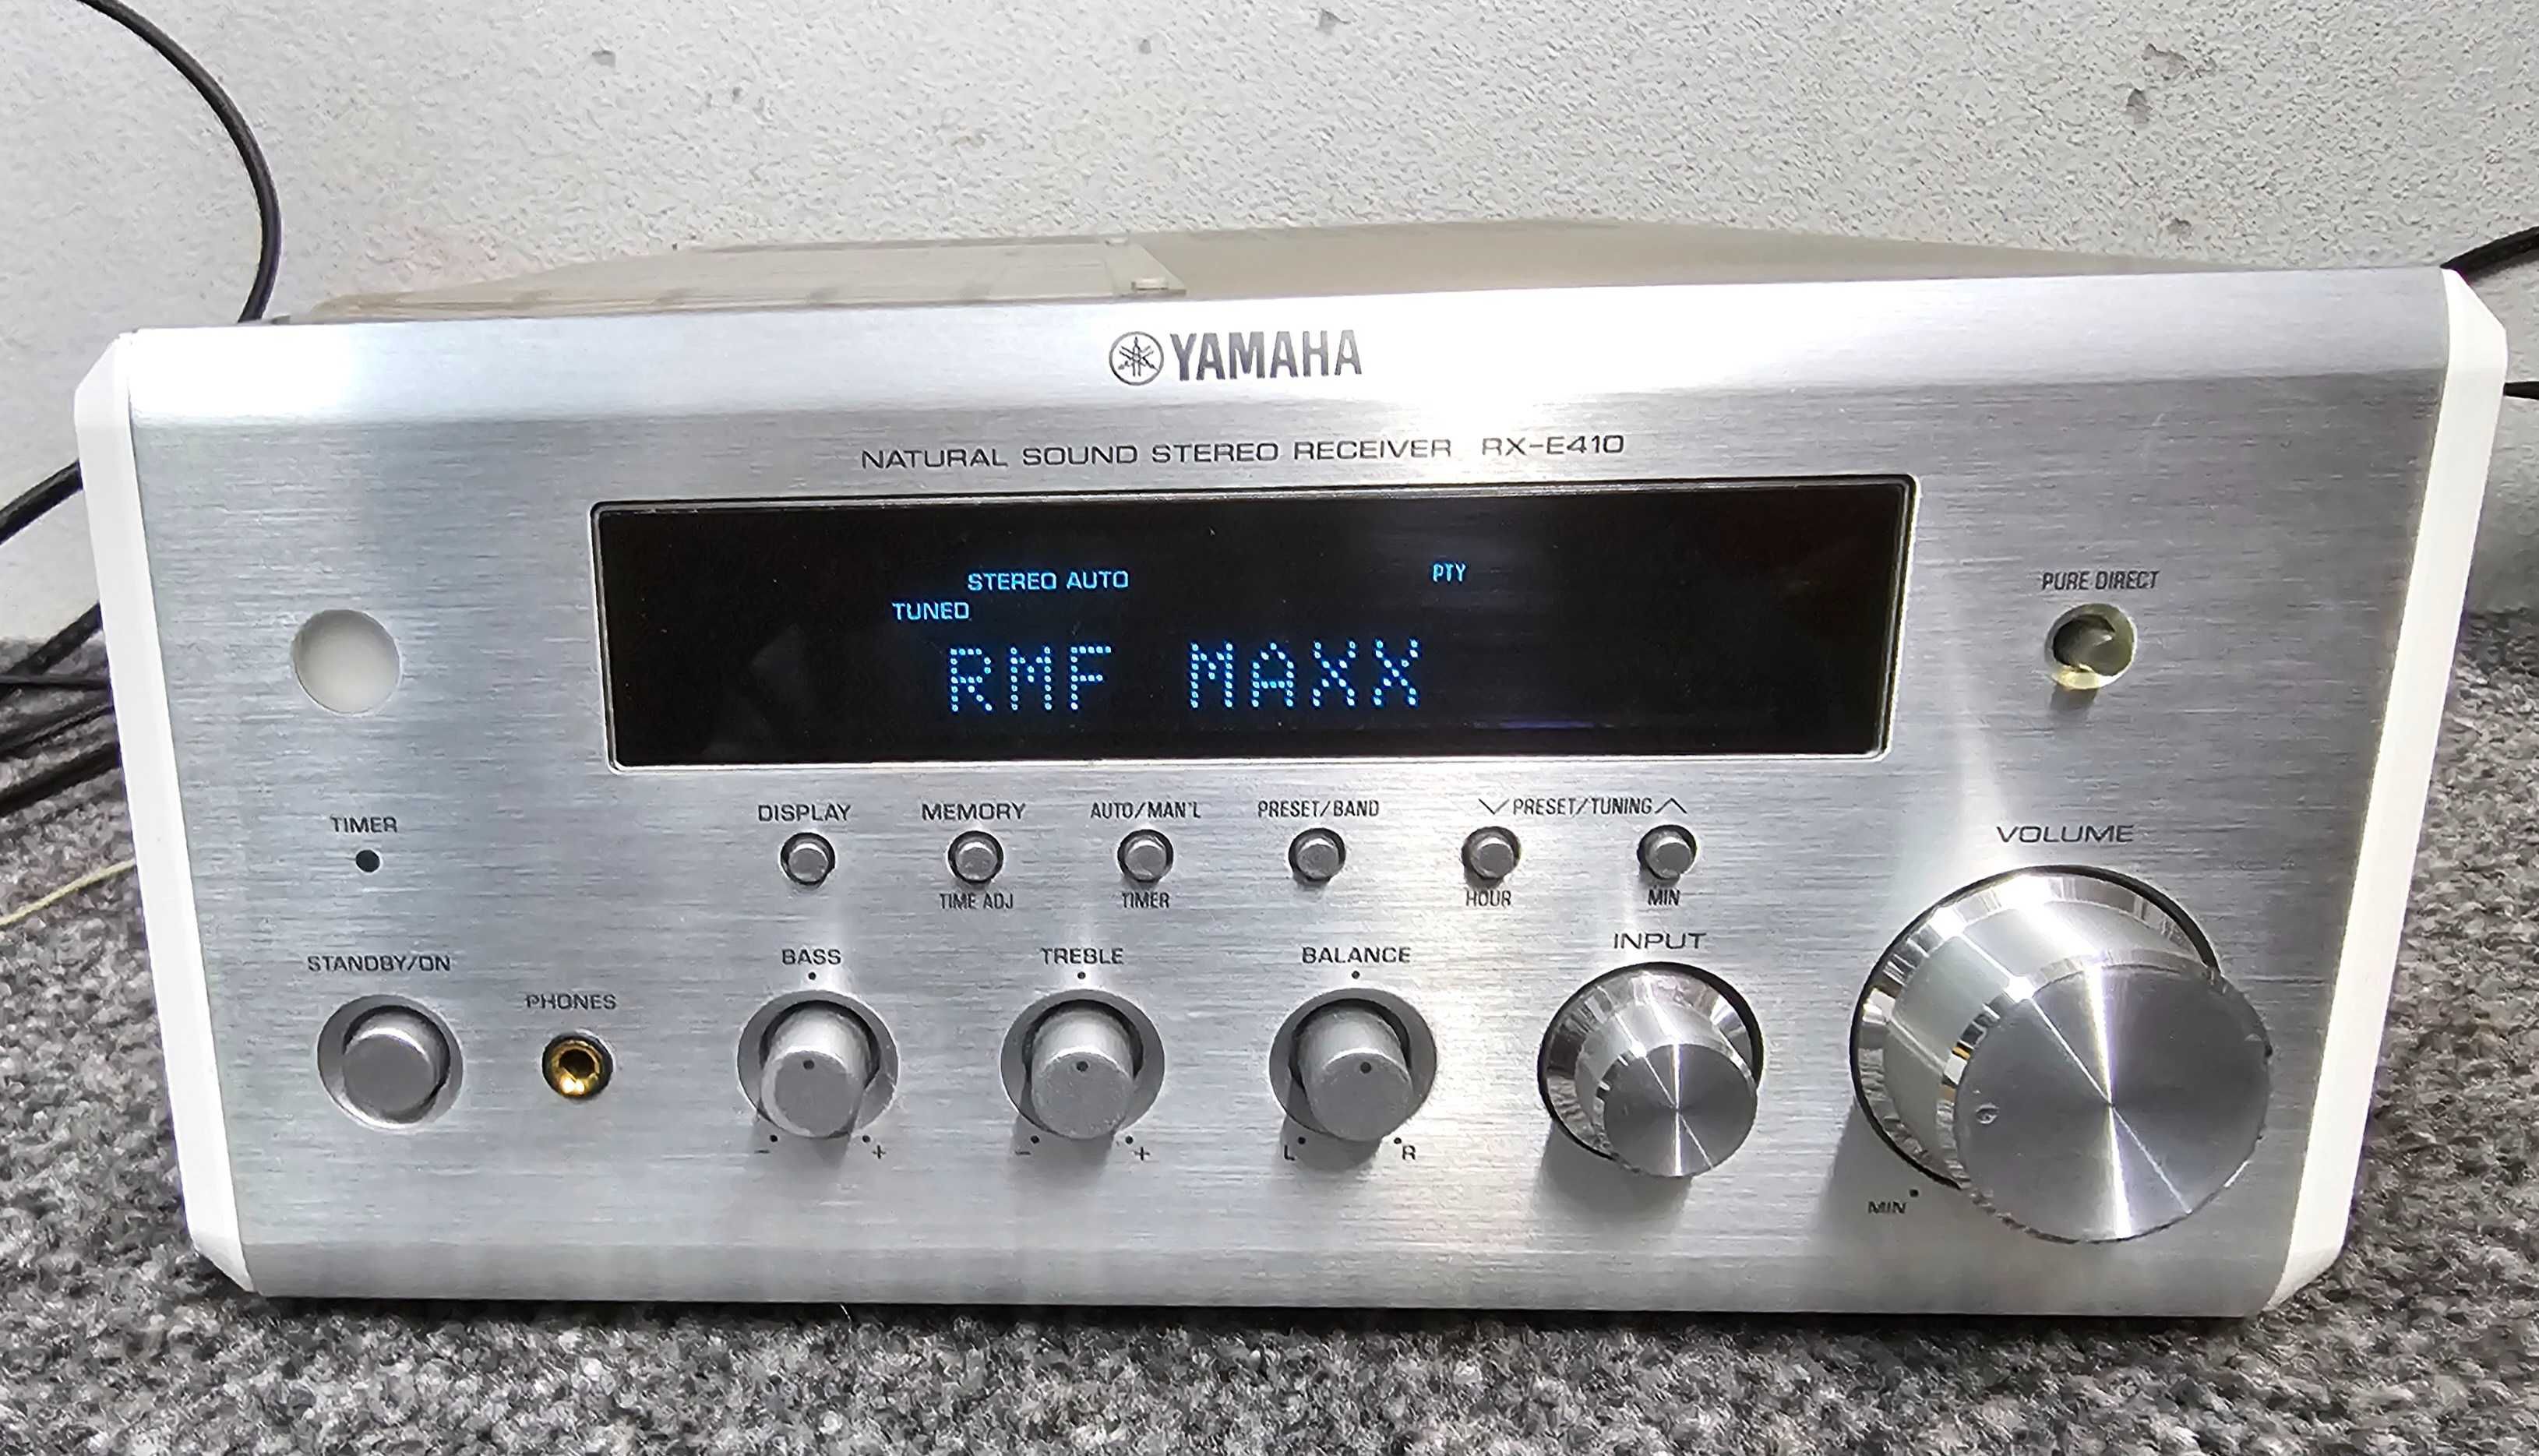 YAMAHA
NATURAL SOUND STEREO RECEIVER RX-E410
STEREO AUTO PTY
TUNED
RMF MAXX
PURE DIRECT
DISPLAY MEMORY AUTO/MAN'L PRESET/BAND PRESET/TUNING
TIMER
VOLUME
TIME ADJ TIMER HOUR MIN
STANDBY/ON
PHONES
BASS TREBLE BALANCE INPUT
- + - + L R
MIN